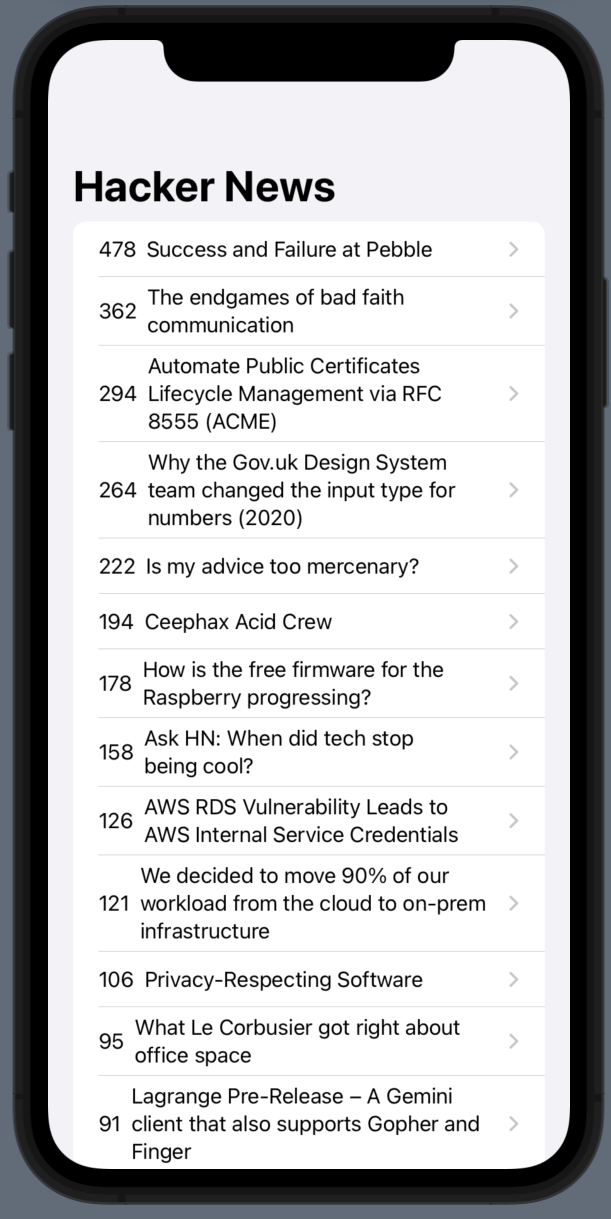 Hacker News
478 Success and Failure at Pebble
362 The endgames of bad faith
communication
294 Automate Public Certificates
Lifecycle Management via RFC
8555 (ACME)
264 Why the Gov.uk Design System
team changed the input type for
numbers (2020)
222 Is my advice too mercenary?
194 Ceephax Acid Crew
178 How is the free firmware for the
Raspberry progressing?
158 Ask HN: When did tech stop
being cool?
126 AWS RDS Vulnerability Leads to
AWS Internal Service Credentials
121 We decided to move 90% of our
workload from the cloud to on-prem
infrastructure
106 Privacy-Respecting Software
95 What Le Corbusier got right about
office space
91 Lagrange Pre-Release – A Gemini
client that also supports Gopher and
Finger